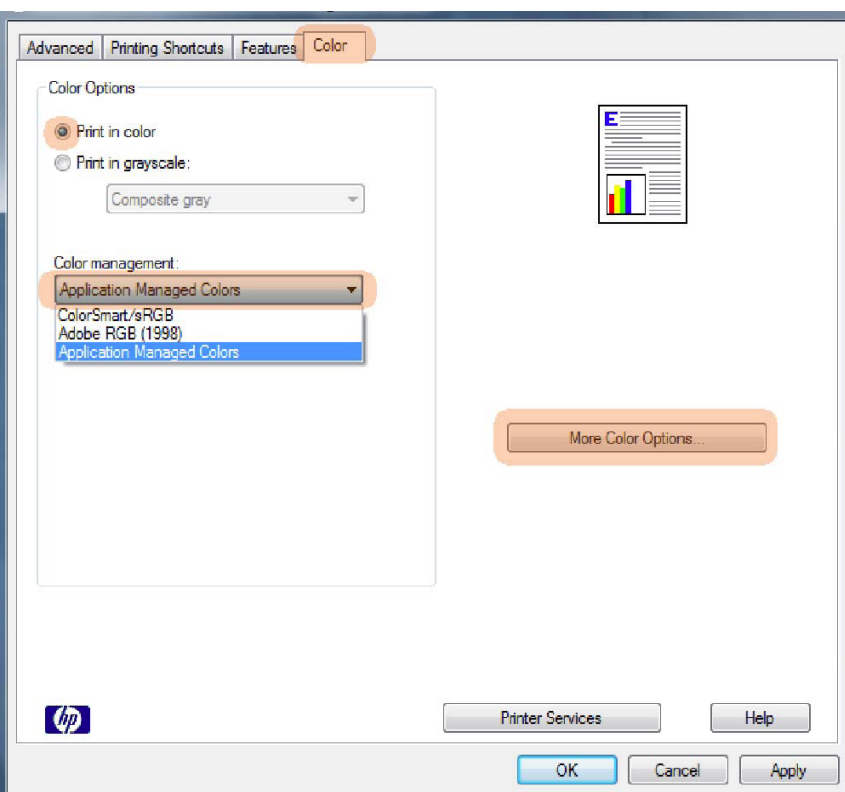 Advanced Printing Shortcuts Features Color
Color Options
Print in color
Print in grayscale:
Composite gray
Color management:
Application Managed Colors
ColorSmart/sRGB
Adobe RGB (1998)
Application Managed Colors
E
More Color Options...
hp
Printer Services Help
OK Cancel Apply